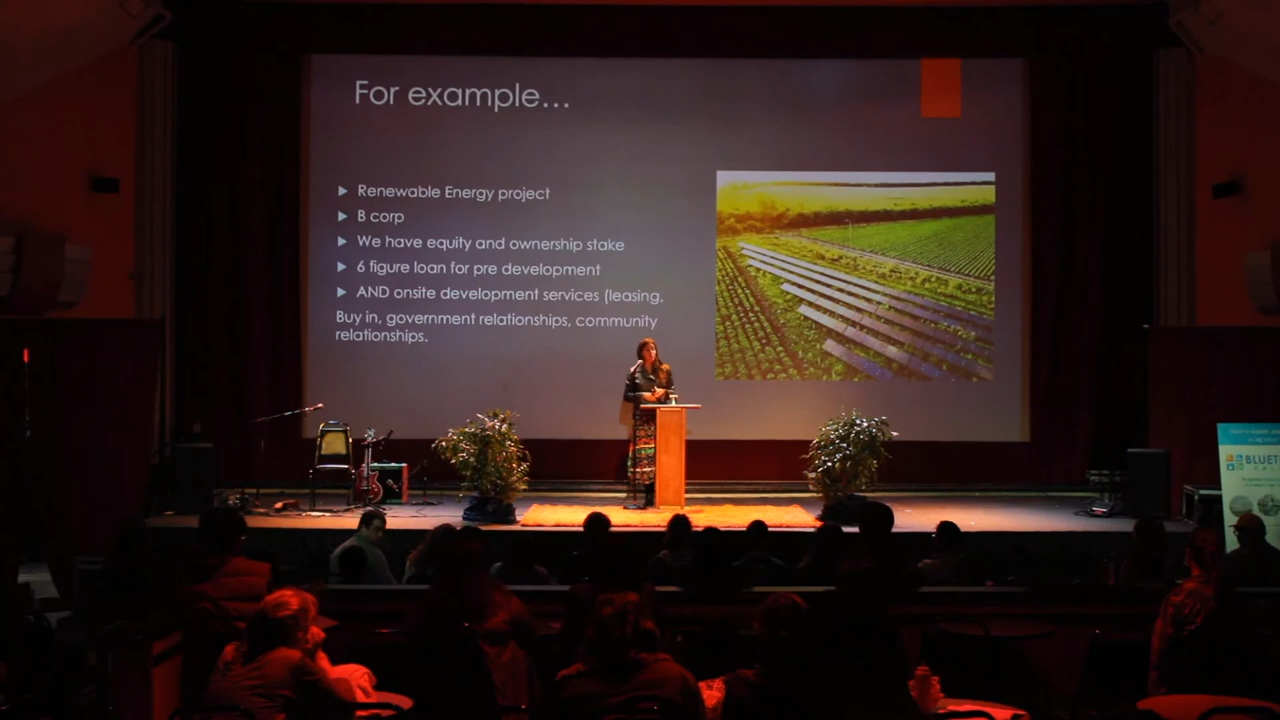 For example...
Renewable Energy project
B corp
We have equity and ownership stake
6 figure loan for pre development
AND onsite development services (leasing,
Buy in, government relationships, community
relationships.